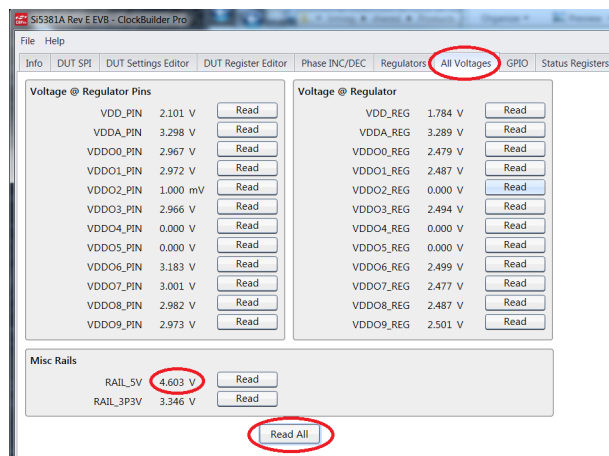 Si5381A Rev E EVB - ClockBuilder Pro
File Help
Info DUT SPI DUT Settings Editor DUT Register Editor Phase INC/DEC Regulators All Voltages GPIO Status Registers
Voltage @ Regulator Pins
VDD_PIN 2.101 V Read
VDDA_PIN 3.298 V Read
VDDO0_PIN 2.967 V Read
VDDO1_PIN 2.972 V Read
VDDO2_PIN 1.000 mV Read
VDDO3_PIN 2.966 V Read
VDDO4_PIN 0.000 V Read
VDDO5_PIN 0.000 V Read
VDDO6_PIN 3.183 V Read
VDDO7_PIN 3.001 V Read
VDDO8_PIN 2.982 V Read
VDDO9_PIN 2.973 V Read
Voltage @ Regulator
VDD_REG 1.784 V Read
VDDA_REG 3.289 V Read
VDDO0_REG 2.479 V Read
VDDO1_REG 2.487 V Read
VDDO2_REG 0.000 V Read
VDDO3_REG 2.494 V Read
VDDO4_REG 0.000 V Read
VDDO5_REG 0.000 V Read
VDDO6_REG 2.499 V Read
VDDO7_REG 2.477 V Read
VDDO8_REG 2.487 V Read
VDDO9_REG 2.501 V Read
Misc Rails
RAIL_5V 4.603 V Read
RAIL_3P3V 3.346 V Read
Read All